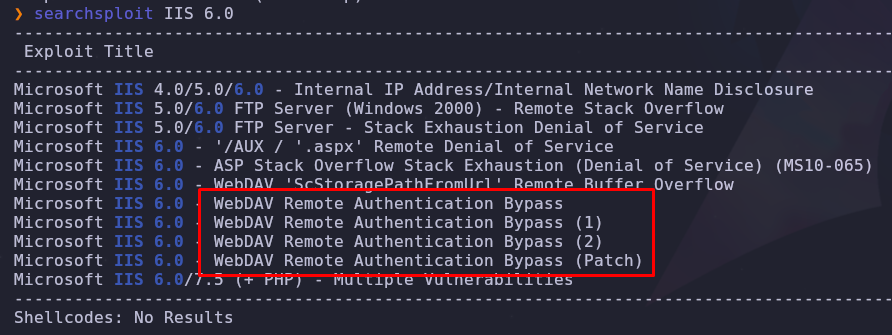 ❯ searchsploit IIS 6.0
----------------------------------------------------------------------------------------
Exploit Title
----------------------------------------------------------------------------------------
Microsoft IIS 4.0/5.0/6.0 - Internal IP Address/Internal Network Name Disclosure
Microsoft IIS 5.0/6.0 FTP Server (Windows 2000) - Remote Stack Overflow
Microsoft IIS 5.0/6.0 FTP Server - Stack Exhaustion Denial of Service
Microsoft IIS 6.0 - '/AUX / '.aspx' Remote Denial of Service
Microsoft IIS 6.0 - ASP Stack Overflow Stack Exhaustion (Denial of Service) (MS10-065)
Microsoft IIS 6.0 - WebDAV 'ScStoragePathFromUrl' Remote Buffer Overflow
Microsoft IIS 6.0 - WebDAV Remote Authentication Bypass
Microsoft IIS 6.0 - WebDAV Remote Authentication Bypass (1)
Microsoft IIS 6.0 - WebDAV Remote Authentication Bypass (2)
Microsoft IIS 6.0 - WebDAV Remote Authentication Bypass (Patch)
Microsoft IIS 6.0/7.5 (+ PHP) - Multiple Vulnerabilities
----------------------------------------------------------------------------------------
Shellcodes: No Results